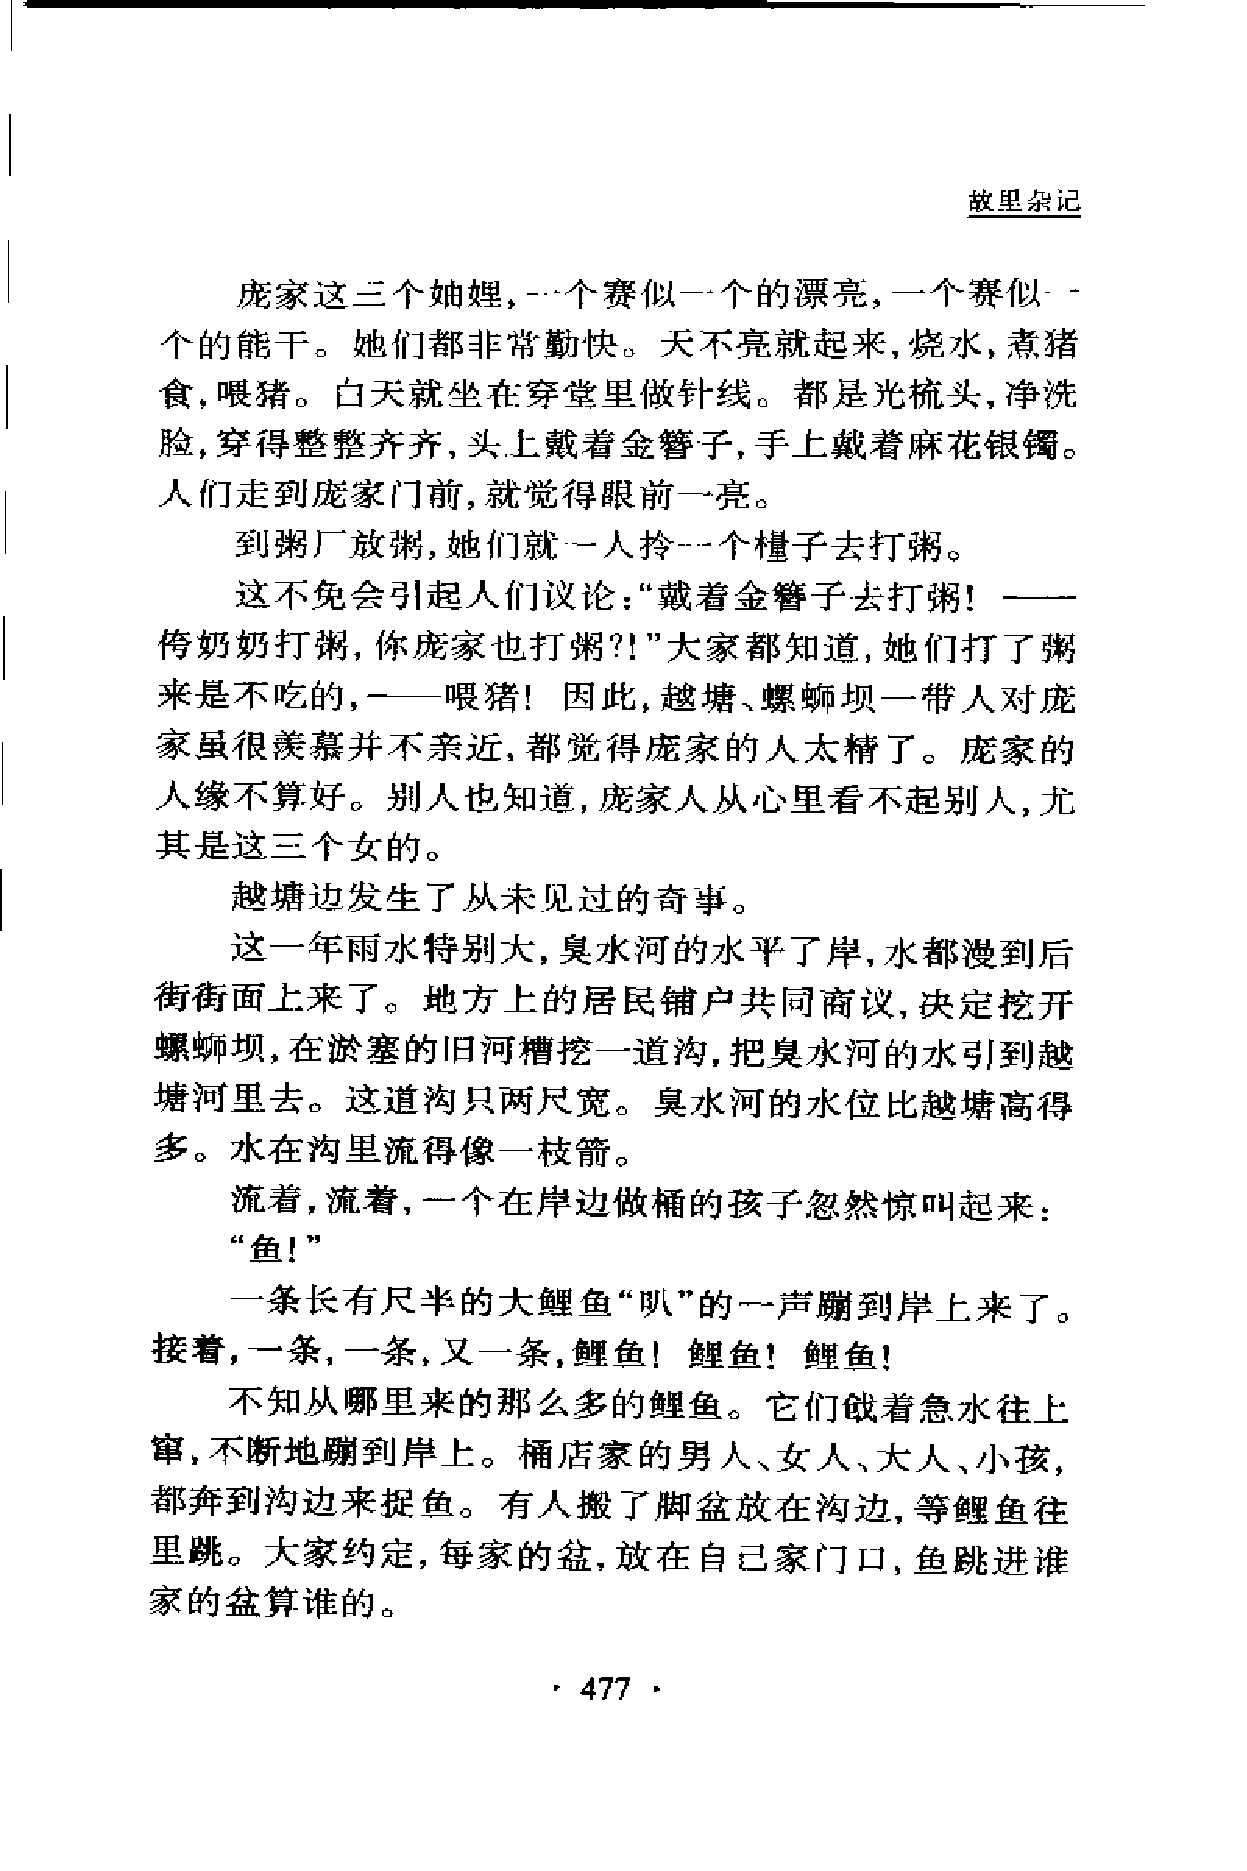 故里杂记
庞家这三个妯娌,一个赛似一个的漂亮,一个赛似一
个的能干。她们都非常勤快。天不亮就起来,烧水,煮猪
食,喂猪。白天就坐在穿堂里做针线。都是光梳头,净洗
脸,穿得整整齐齐,头上戴着金簪子,手上戴着麻花银镯。
人们走到庞家门前,就觉得眼前一亮。
到粥厂放粥,她们就一人拎一个㮯子去打粥。
这不免会引起人们议论:“戴着金簪子去打粥! ——
侉奶奶打粥,你庞家也打粥?!”大家都知道,她们打了粥
来是不吃的,——喂猪! 因此,越塘、螺蛳坝一带人对庞
家虽很羡慕并不亲近,都觉得庞家的人太精了。庞家的
人缘不算好。别人也知道,庞家人从心里看不起别人,尤
其是这三个女的。
越塘边发生了从未见过的奇事。
这一年雨水特别大,臭水河的水平了岸,水都漫到后
街街面上来了。地方上的居民铺户共同商议,决定挖开
螺蛳坝,在淤塞的旧河槽挖一道沟,把臭水河的水引到越
塘河里去。这道沟只两尺宽。臭水河的水位比越塘高得
多。水在沟里流得像一枝箭。
流着,流着,一个在岸边做桶的孩子忽然惊叫起来:
“鱼!”
一条长有尺半的大鲤鱼“叭”的一声蹦到岸上来了。
接着,一条,一条,又一条,鲤鱼! 鲤鱼! 鲤鱼!
不知从哪里来的那么多的鲤鱼。它们戗着急水往上
窜,不断地蹦到岸上。桶店家的男人、女人、大人、小孩,
都奔到沟边来捉鱼。有人搬了脚盆放在沟边,等鲤鱼往
里跳。大家约定,每家的盆,放在自己家门口,鱼跳进谁
家的盆算谁的。
· 477 ·